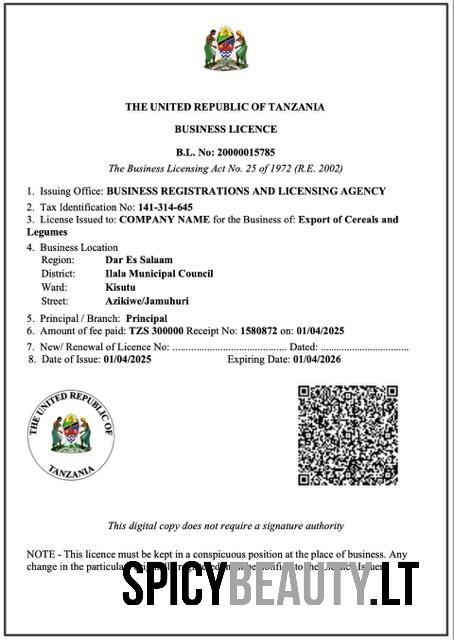 THE UNITED REPUBLIC OF TANZANIA
BUSINESS LICENCE
B.L. No: 20000015785
The Business Licensing Act No. 25 of 1972 (R.E. 2002)
1. Issuing Office: BUSINESS REGISTRATIONS AND LICENSING AGENCY
2. Tax Identification No: 141-314-645
3. License Issued to: COMPANY NAME for the Business of: Export of Cereals and
Legumes
4. Business Location
Region: Dar Es Salaam
District: Ilala Municipal Council
Ward: Kisutu
Street: Azikiwe/Jamuhuri
5. Principal / Branch: Principal
6. Amount of fee paid: TZS 300000 Receipt No: 1580872 on: 01/04/2025
7. New/ Renewal of Licence No: .......................................... Dated: .................................
8. Date of Issue: 01/04/2025 Expiring Date: 01/04/2026
THE UNITED REPUBLIC OF
TANZANIA
This digital copy does not require a signature authority
NOTE - This licence must be kept in a conspicuous position at the place of business. Any
change in the
SPICYBEAUTY.LT